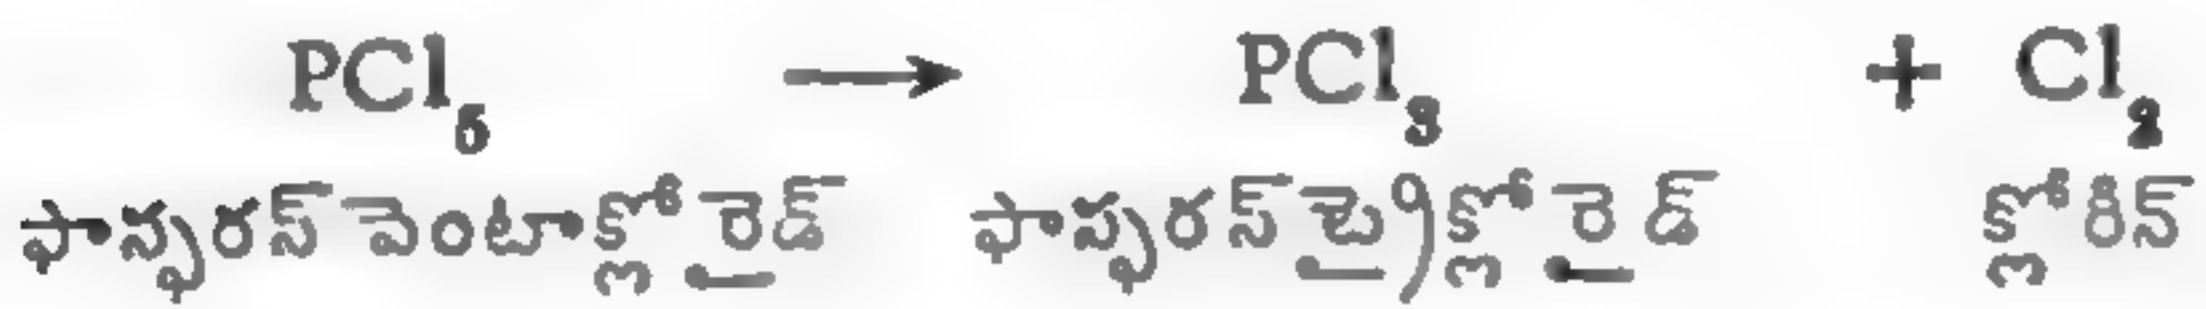 PCl₅ → PCl₃ + Cl₂
ఫాస్ఫరస్ పెంటాక్లోరైడ్ ఫాస్ఫరస్ ట్రైక్లోరైడ్ క్లోరిన్